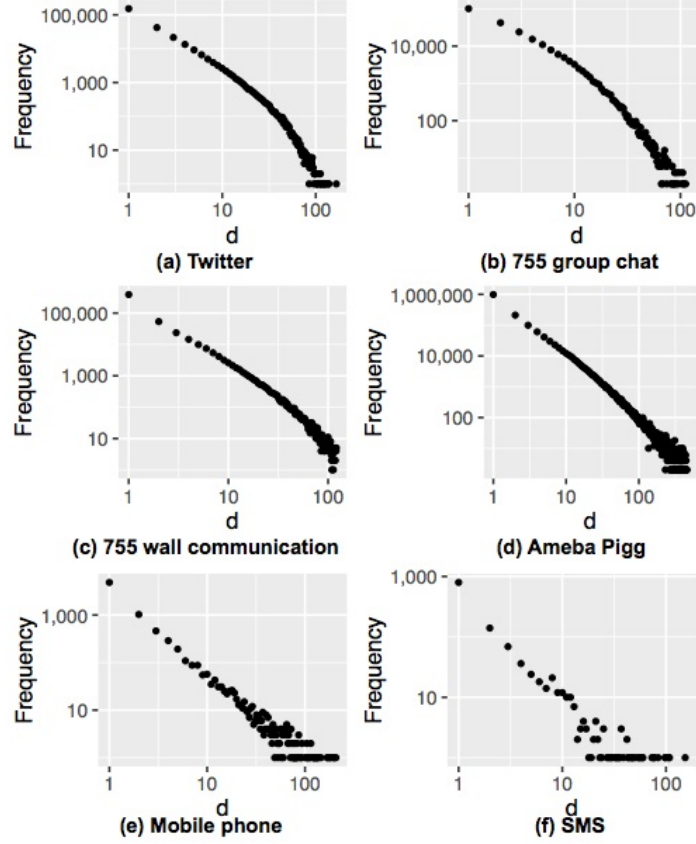 100,000
1,000
10
1
10
100
Frequency
d
(a) Twitter
10,000
100
1
10
100
Frequency
d
(b) 755 group chat
100,000
1,000
10
1
10
100
Frequency
d
(c) 755 wall communication
1,000,000
10,000
100
1
10
100
Frequency
d
(d) Ameba Pigg
1,000
10
1
10
100
Frequency
d
(e) Mobile phone
1,000
10
1
10
100
Frequency
d
(f) SMS